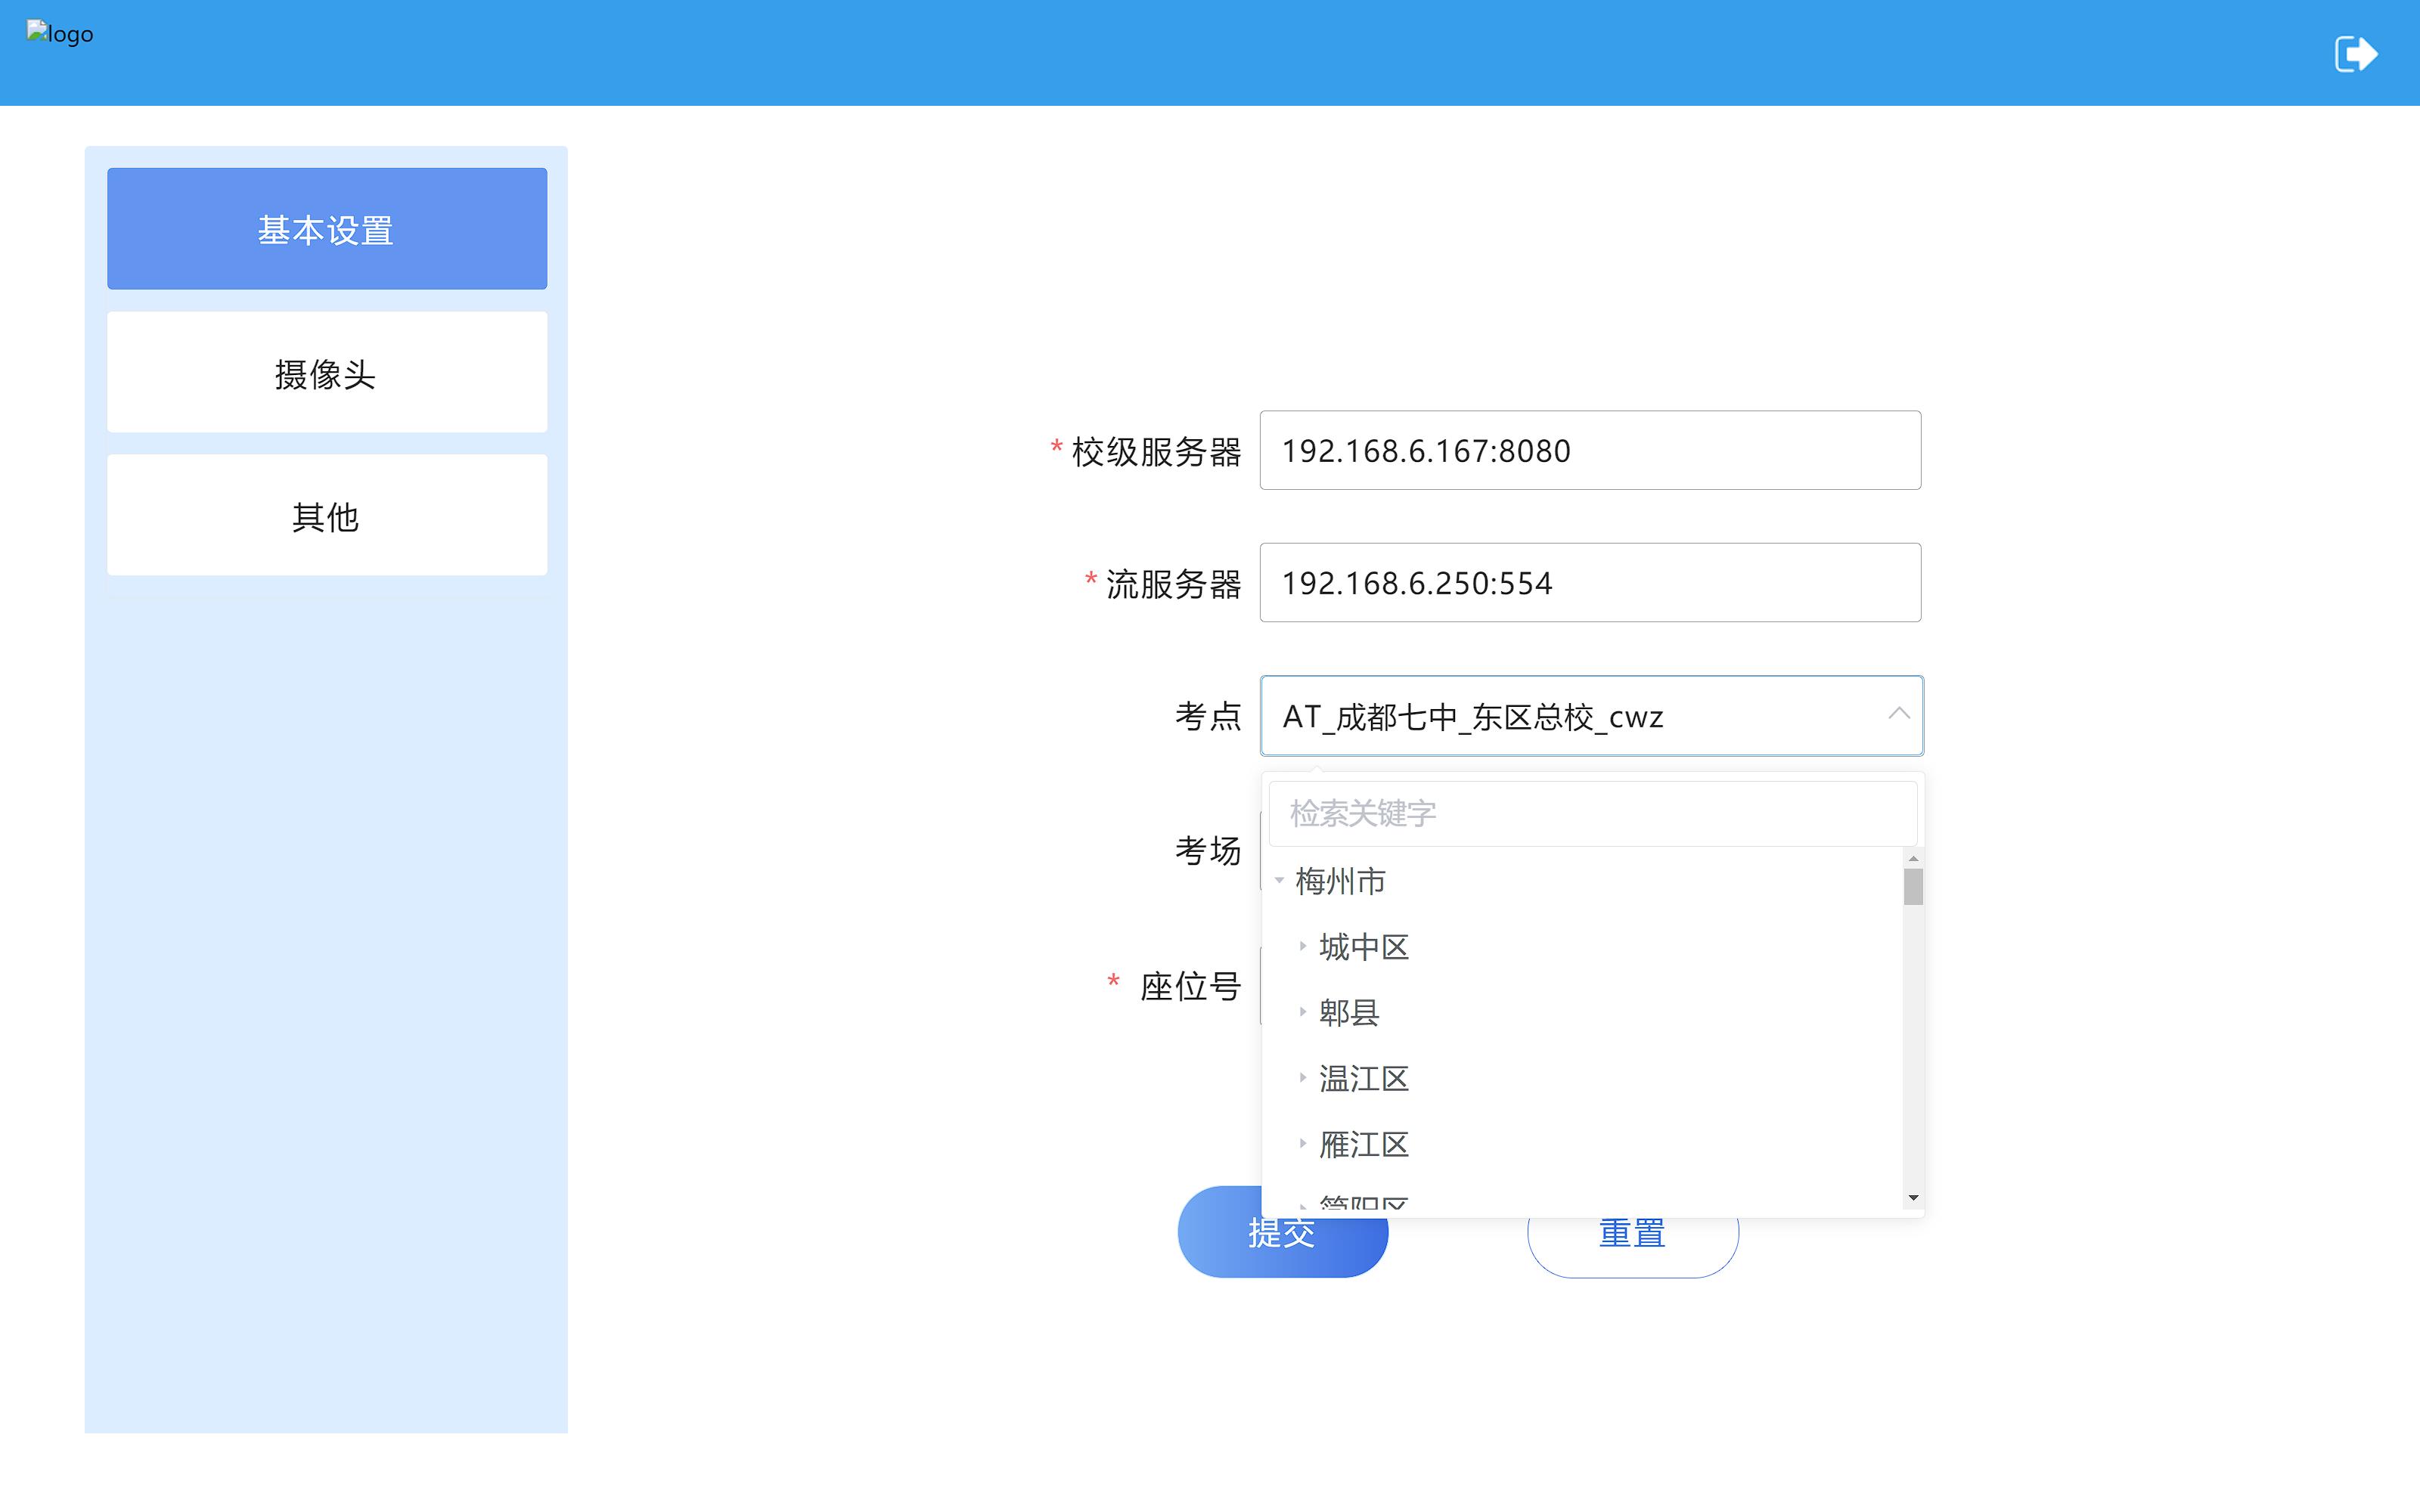 logo
基本设置
摄像头
其他
* 校级服务器 192.168.6.167:8080
* 流服务器 192.168.6.250:554
考点 AT_成都七中_东区总校_cwz
检索关键字
考场
梅州市
城中区
* 座位号
郫县
温江区
雁江区
简阳区
提交 重置